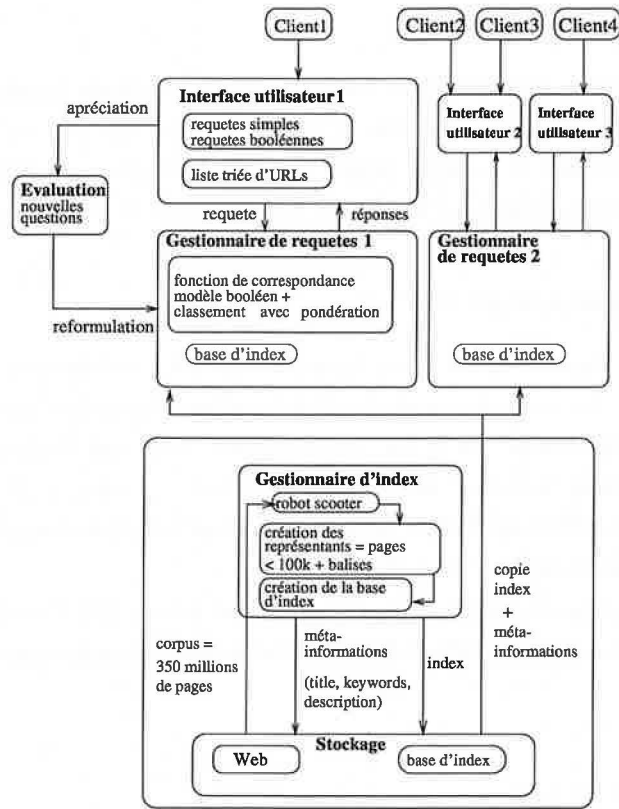 Client1
Client2
Client3
Client4
Interface utilisateur 1
requetes simples
requetes booléennes
liste triée d'URLs
apréciation
Interface
utilisateur 2
Interface
utilisateur 3
Evaluation
nouvelles
questions
requete
réponses
Gestionnaire de requetes 1
fonction de correspondance
modèle booléen +
classement avec pondération
base d'index
reformulation
Gestionnaire
de requetes 2
base d'index
Gestionnaire d'index
robot scooter
création des
représentants = pages
< 100k + balises
création de la base
d'index
corpus =
350 millions
de pages
méta-
informations
(title, keywords,
description)
index
copie
index
+
méta-
informations
Stockage
Web
base d'index